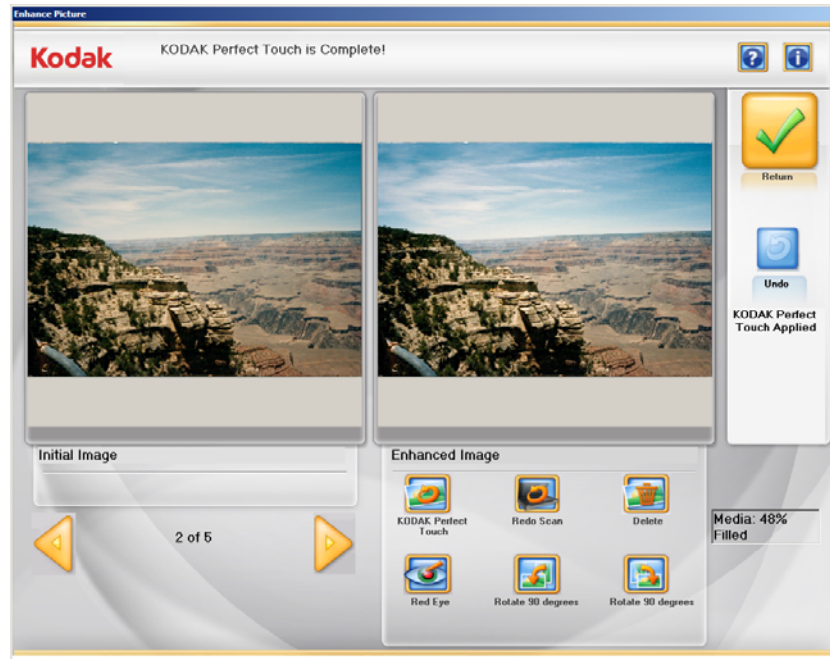 Enhance Picture
Kodak
KODAK Perfect Touch is Complete!
?
i
Return
Undo
KODAK Perfect
Touch Applied
Initial Image
Enhanced Image
2 of 5
KODAK Perfect
Touch
Redo Scan
Delete
Red Eye
Rotate 90 degrees
Rotate 90 degrees
Media: 48%
Filled